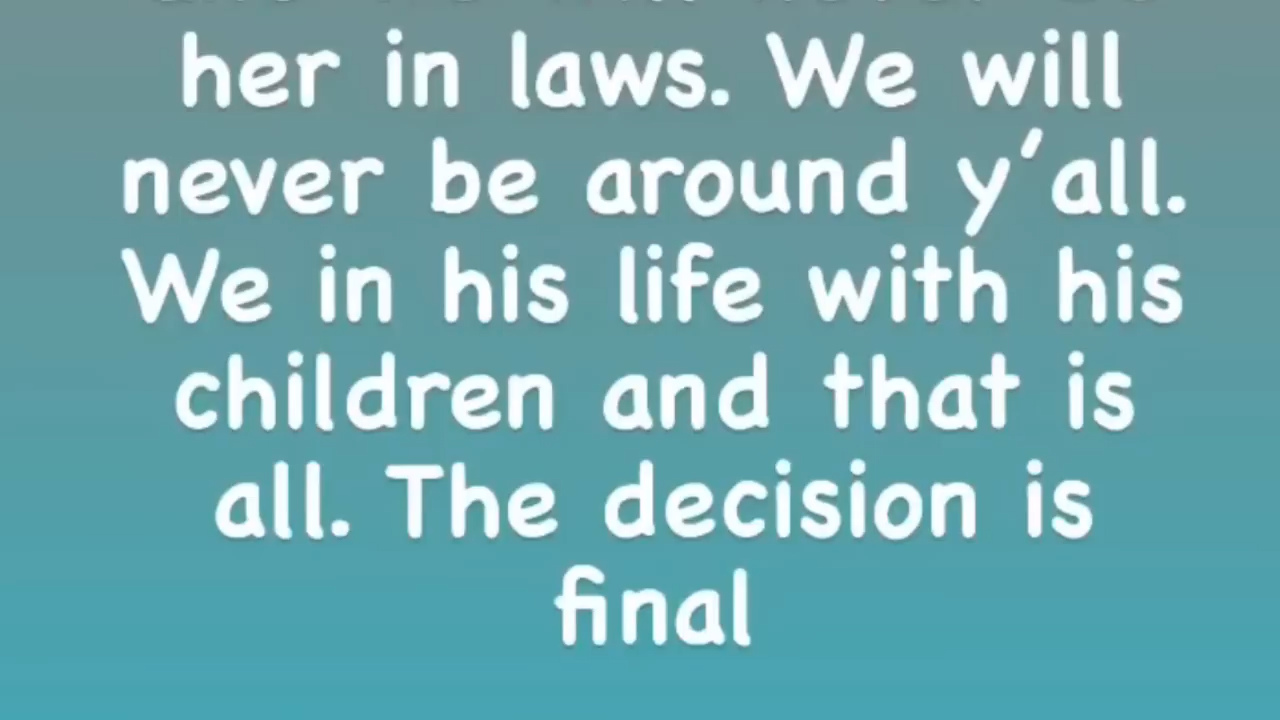 her in laws. We will
never be around y’all.
We in his life with his
children and that is
all. The decision is
final